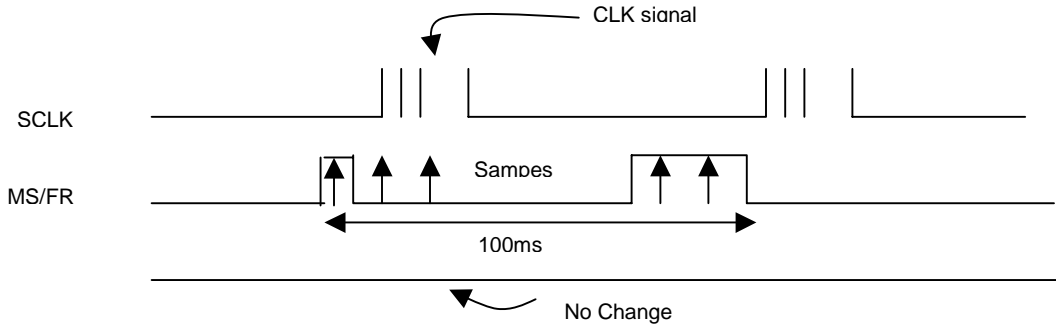 CLK signal
SCLK
Sampes
MS/FR
100ms
No Change